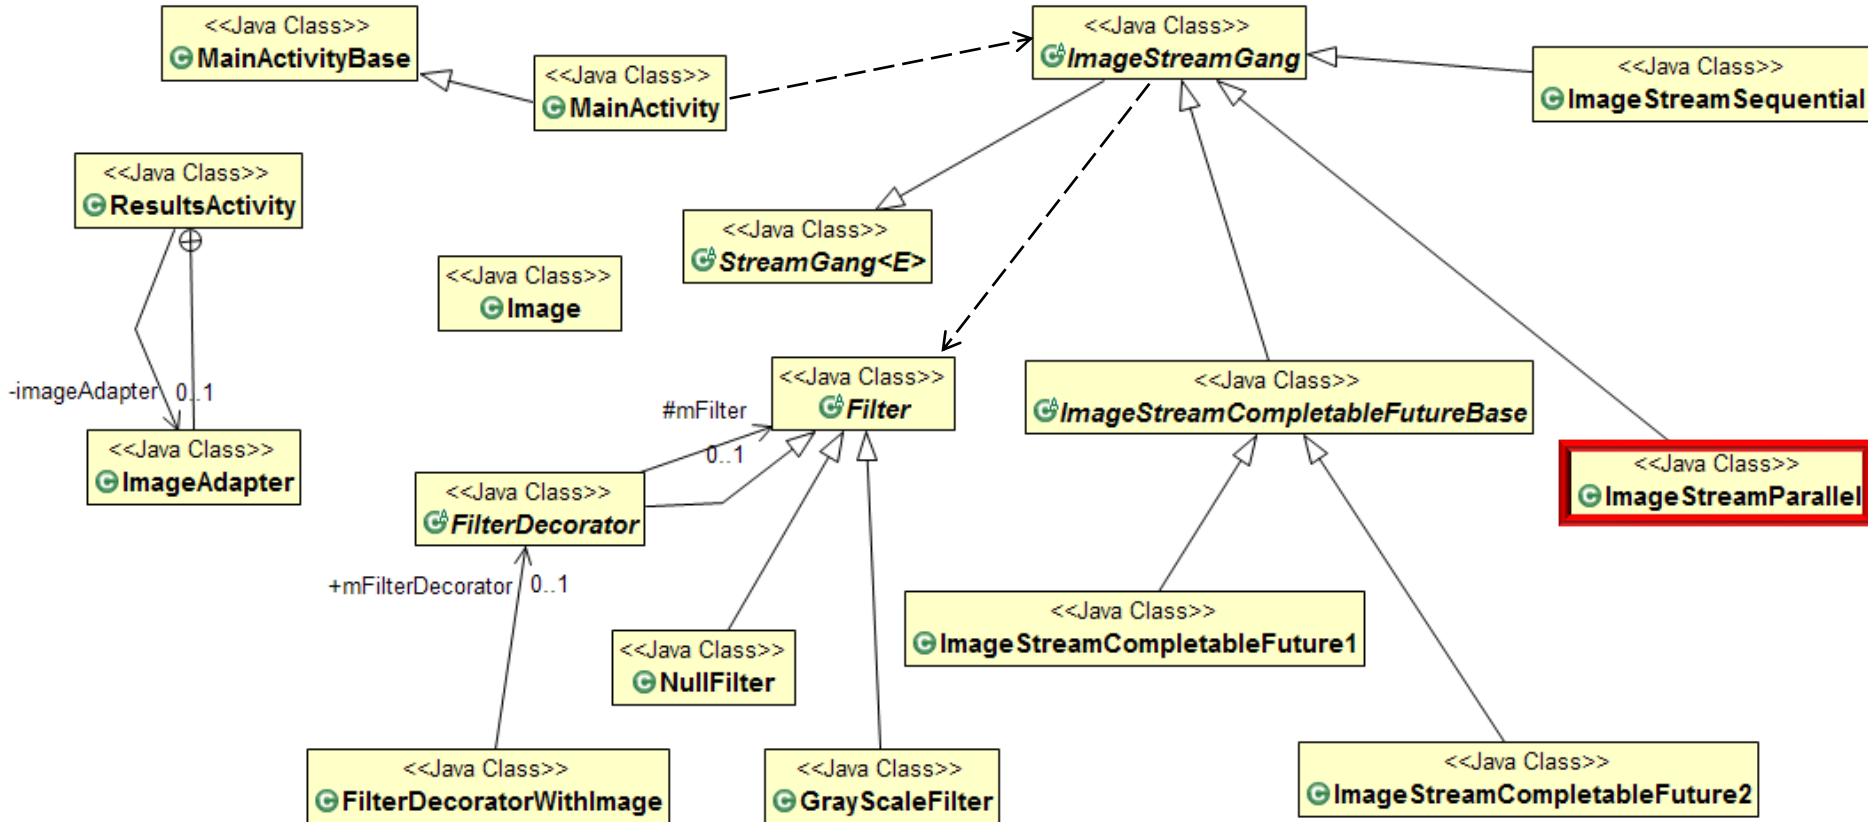 <<Java Class>>
MainActivityBase
<<Java Class>>
MainActivity
<<Java Class>>
ImageStreamGang
<<Java Class>>
ImageStreamSequential
<<Java Class>>
ResultsActivity
<<Java Class>>
StreamGang<E>
<<Java Class>>
Image
-imageAdapter 0..1
<<Java Class>>
ImageAdapter
<<Java Class>>
Filter
#mFilter
0..1
<<Java Class>>
ImageStreamCompletableFutureBase
<<Java Class>>
ImageStreamParallel
<<Java Class>>
FilterDecorator
+mFilterDecorator 0..1
<<Java Class>>
NullFilter
<<Java Class>>
ImageStreamCompletableFuture1
<<Java Class>>
FilterDecoratorWithImage
<<Java Class>>
GrayScaleFilter
<<Java Class>>
ImageStreamCompletableFuture2